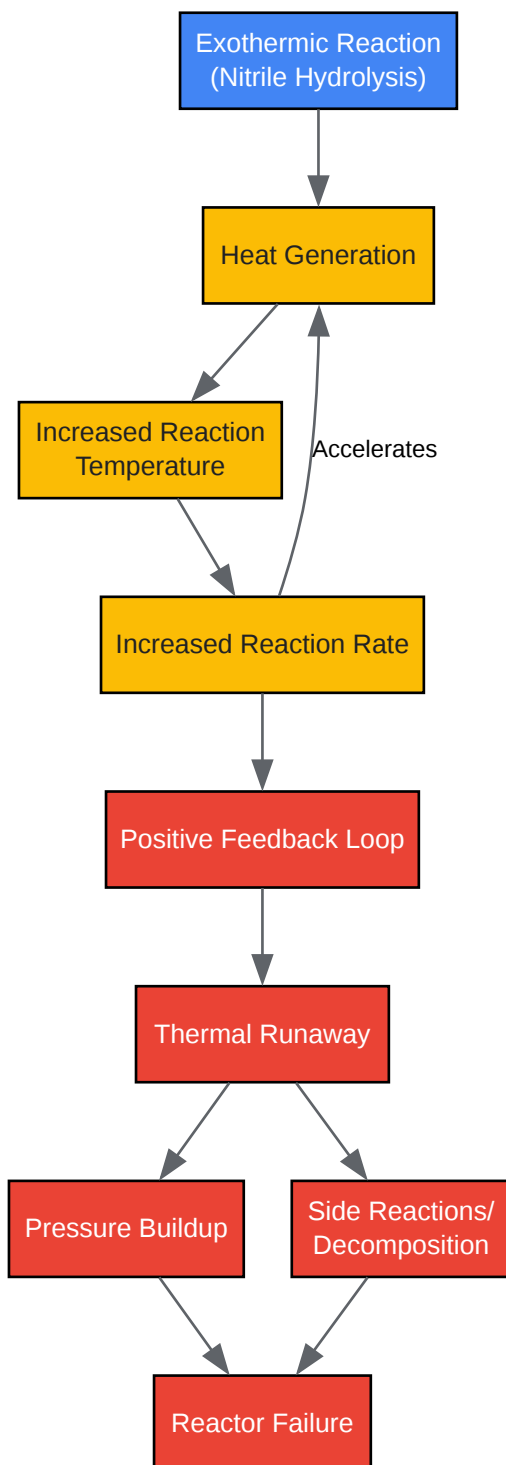 Exothermic Reaction
(Nitrile Hydrolysis)
Heat Generation
Increased Reaction
Temperature
Accelerates
Increased Reaction Rate
Positive Feedback Loop
Thermal Runaway
Pressure Buildup
Side Reactions/
Decomposition
Reactor Failure